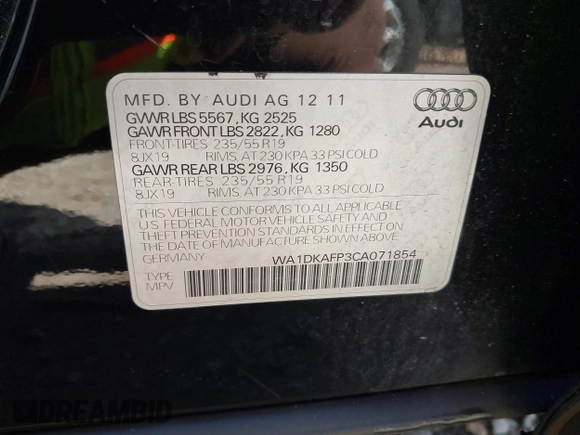 MFD. BY AUDI AG 12 11
GVWR LBS 5567, KG 2525
GAWR FRONT LBS 2822, KG 1280
FRONT-TIRES 235/55 R19
8JX19 RIMS, AT 230 KPA 33 PSI COLD
GAWR REAR LBS 2976, KG 1350
REAR-TIRES 235/55 R19
8JX19 RIMS, AT 230 KPA 33 PSI COLD
THIS VEHICLE CONFORMS TO ALL APPLICABLE
U.S. FEDERAL MOTOR VEHICLE SAFETY AND
THEFT PREVENTION STANDARDS IN EFFECT ON
THE DATE OF MANUFACTURE SHOWN ABOVE.
GERMANY WA1DKAFP3CA071854
TYPE
MPV
Audi
DREAMBID